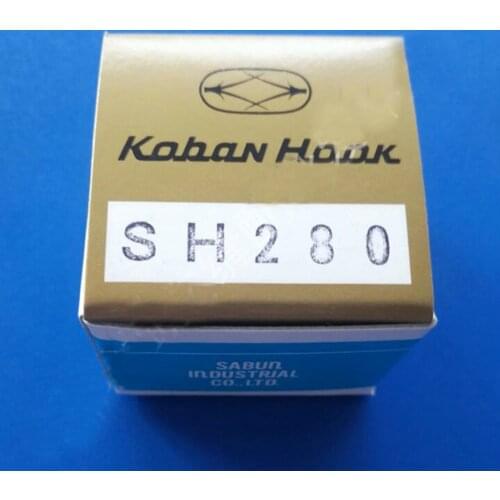 Koban Hook
SH280
SABUN
INDUSTRIAL
CO.,LTD.